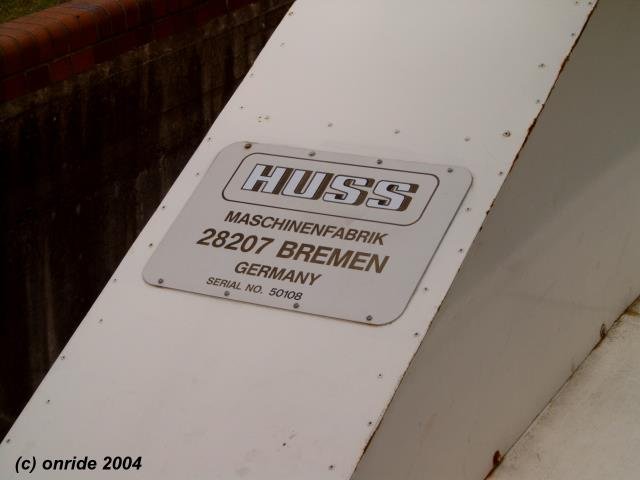 HUSS
MASCHINENFABRIK
28207 BREMEN
GERMANY
SERIAL NO. 50108
(c) onride 2004